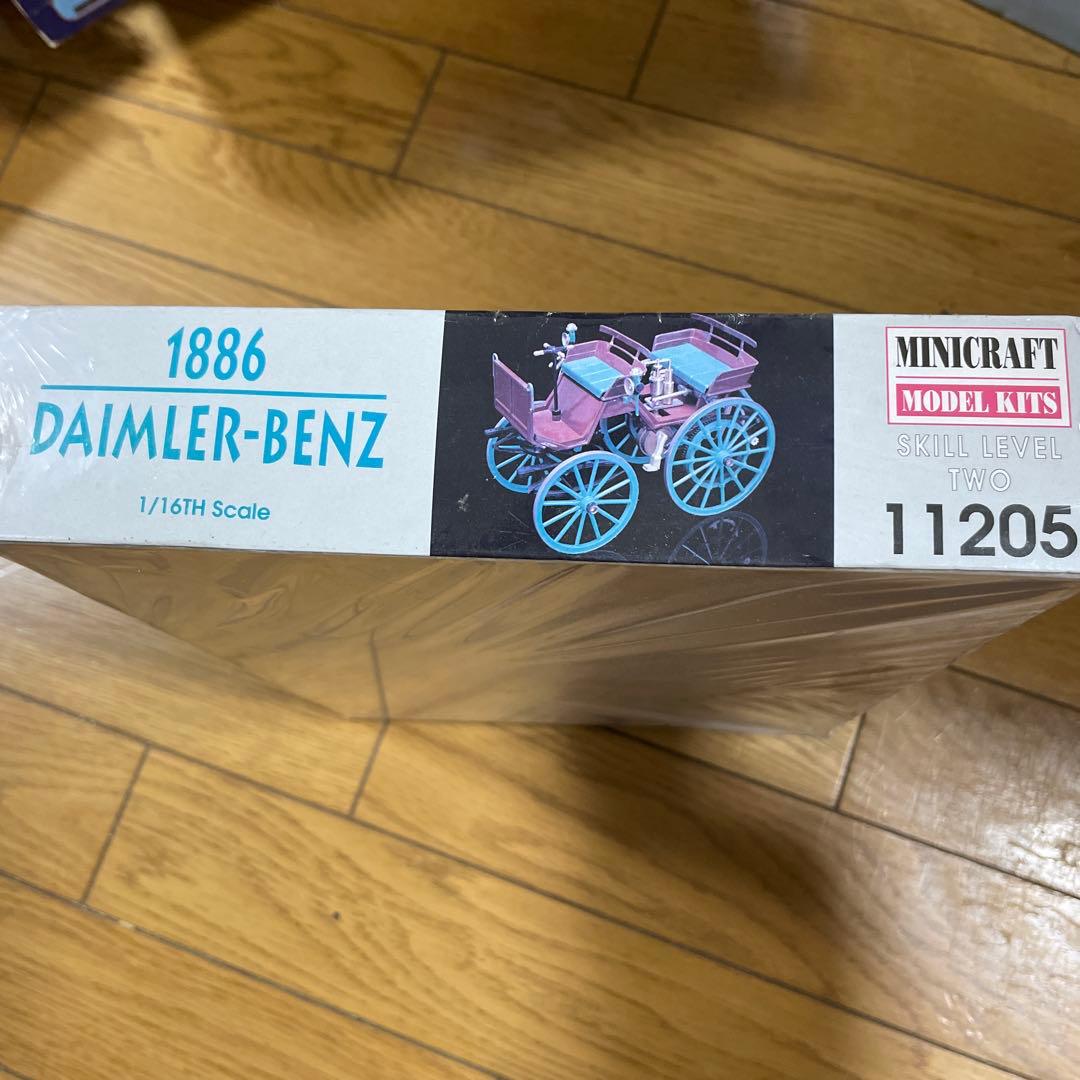 1886
DAIMLER-BENZ
1/16TH Scale
MINICRAFT
MODEL KITS
SKILL LEVEL
TWO
11205